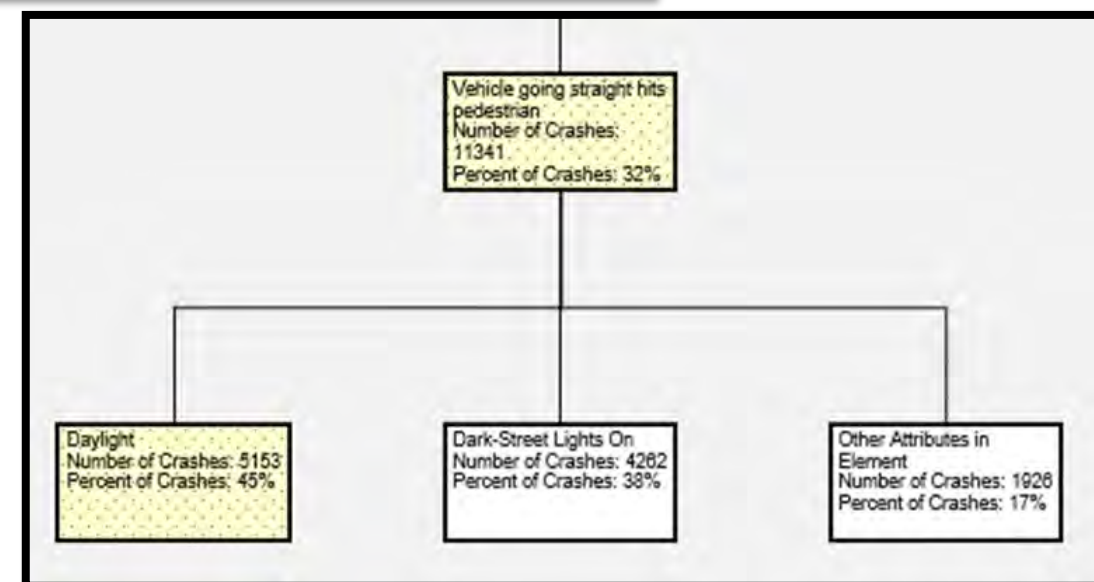 Vehicle going straight hits
pedestrian
Number of Crashes:
11341
Percent of Crashes: 32%
Daylight
Number of Crashes: 5153
Percent of Crashes: 45%
Dark-Street Lights On
Number of Crashes: 4262
Percent of Crashes: 38%
Other Attributes in
Element
Number of Crashes: 1926
Percent of Crashes: 17%